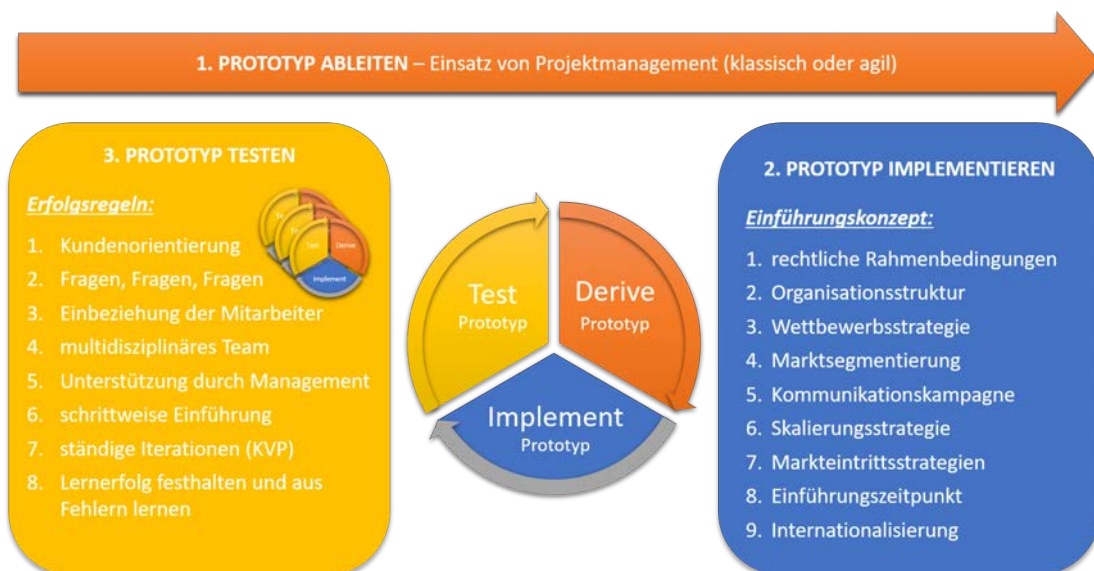 1. PROTOTYP ABLEITEN – Einsatz von Projektmanagement (klassisch oder agil)
3. PROTOTYP TESTEN
Erfolgsregeln:
1. Kundenorientierung
2. Fragen, Fragen, Fragen
3. Einbeziehung der Mitarbeiter
4. multidisziplinäres Team
5. Unterstützung durch Management
6. schrittweise Einführung
7. ständige Iterationen (KVP)
8. Lernerfolg festhalten und aus
Fehlern lernen
Test
Derive
Implement
Test
Prototyp
Derive
Prototyp
Implement
Prototyp
2. PROTOTYP IMPLEMENTIEREN
Einführungskonzept:
1. rechtliche Rahmenbedingungen
2. Organisationsstruktur
3. Wettbewerbsstrategie
4. Marktsegmentierung
5. Kommunikationskampagne
6. Skalierungsstrategie
7. Markteintrittsstrategien
8. Einführungszeitpunkt
9. Internationalisierung